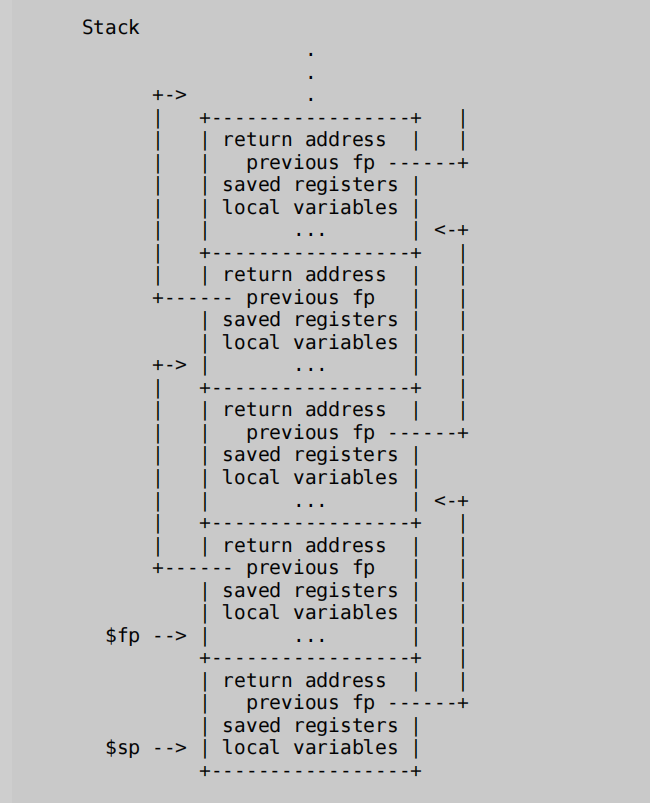 Stack
.
.
+-> .
| +-----------------+ |
| | return address | |
| | previous fp ------+
| | saved registers |
| | local variables |
| | ... | <-+
| +-----------------+ |
| | return address | |
+------ previous fp | |
| saved registers | |
| local variables | |
+-> | ... | |
| +-----------------+ |
| | return address | |
| | previous fp ------+
| | saved registers |
| | local variables |
| | ... | <-+
| +-----------------+ |
| | return address | |
+------ previous fp | |
| saved registers | |
| local variables | |
$fp --> | ... | |
+-----------------+ |
| return address | |
| previous fp ------+
| saved registers |
$sp --> | local variables |
+-----------------+